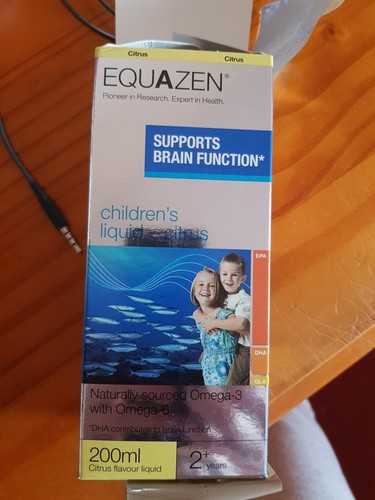 Citrus Citrus
EQUAZEN®
Pioneer in Research. Expert in Health.
SUPPORTS
BRAIN FUNCTION*
children's
liquid - citrus
EPA
DHA
GLA
Naturally sourced Omega-3
with Omega-6
*DHA contributes to brain function
200ml
Citrus flavour liquid
2+ years